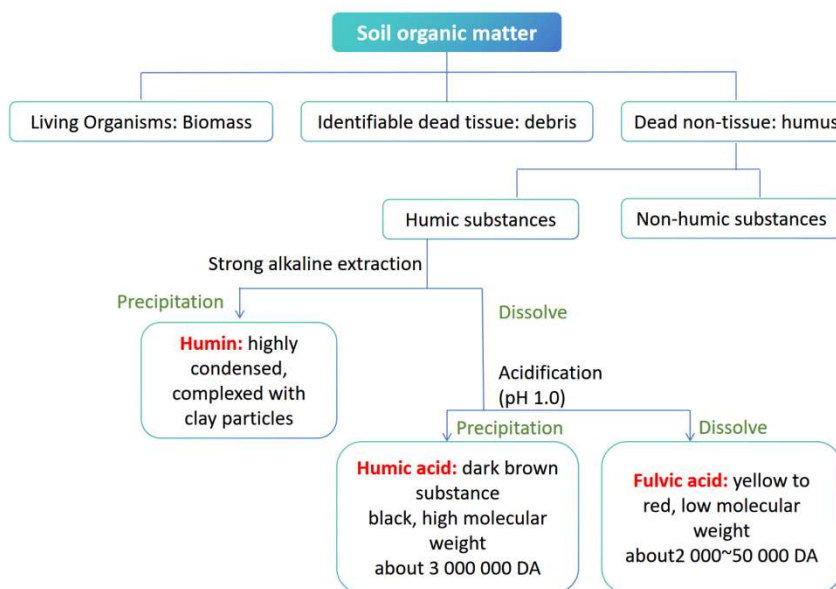 Soil organic matter
Living Organisms: Biomass
Identifiable dead tissue: debris
Dead non-tissue: humus
Humic substances
Non-humic substances
Strong alkaline extraction
Precipitation
Dissolve
Humin: highly
condensed,
complexed with
clay particles
Acidification
(pH 1.0)
Precipitation
Dissolve
Humic acid: dark brown
substance
black, high molecular
weight
about 3 000 000 DA
Fulvic acid: yellow to
red, low molecular
weight
about2 000~50 000 DA